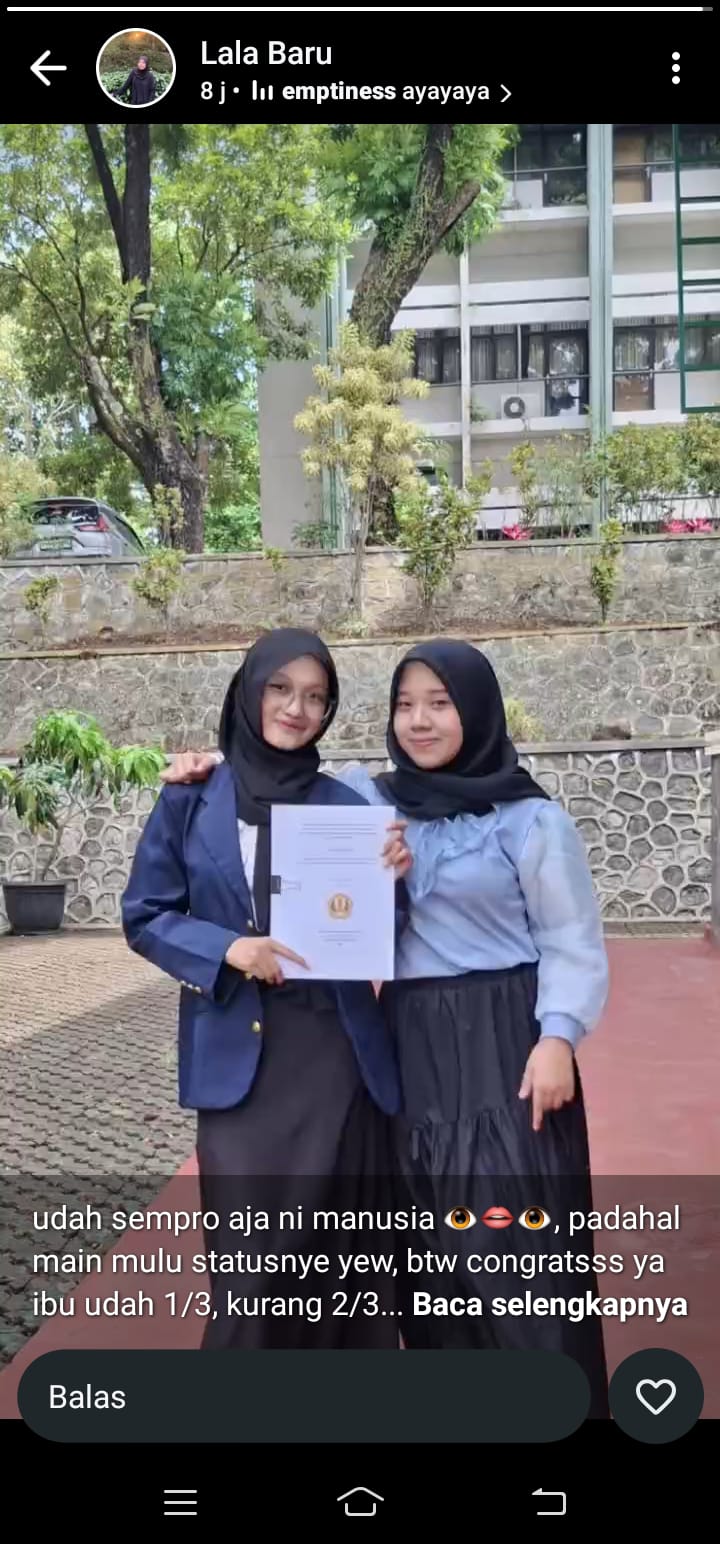 Lala Baru
8 j • emptiness ayayaya >
udah sempro aja ni manusia 👁️👄👁️, padahal
main mulu statusnye yew, btw congratsss ya
ibu udah 1/3, kurang 2/3... Baca selengkapnya
Balas